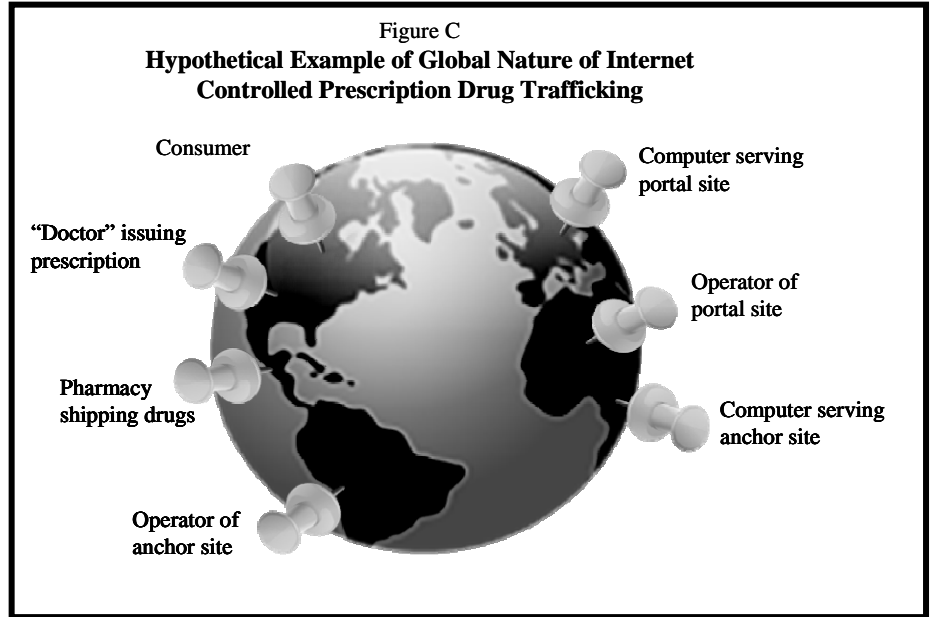 Figure C
Hypothetical Example of Global Nature of Internet
Controlled Prescription Drug Trafficking
Consumer
Computer serving
portal site
“Doctor” issuing
prescription
Operator of
portal site
Pharmacy
shipping drugs
Computer serving
anchor site
Operator of
anchor site